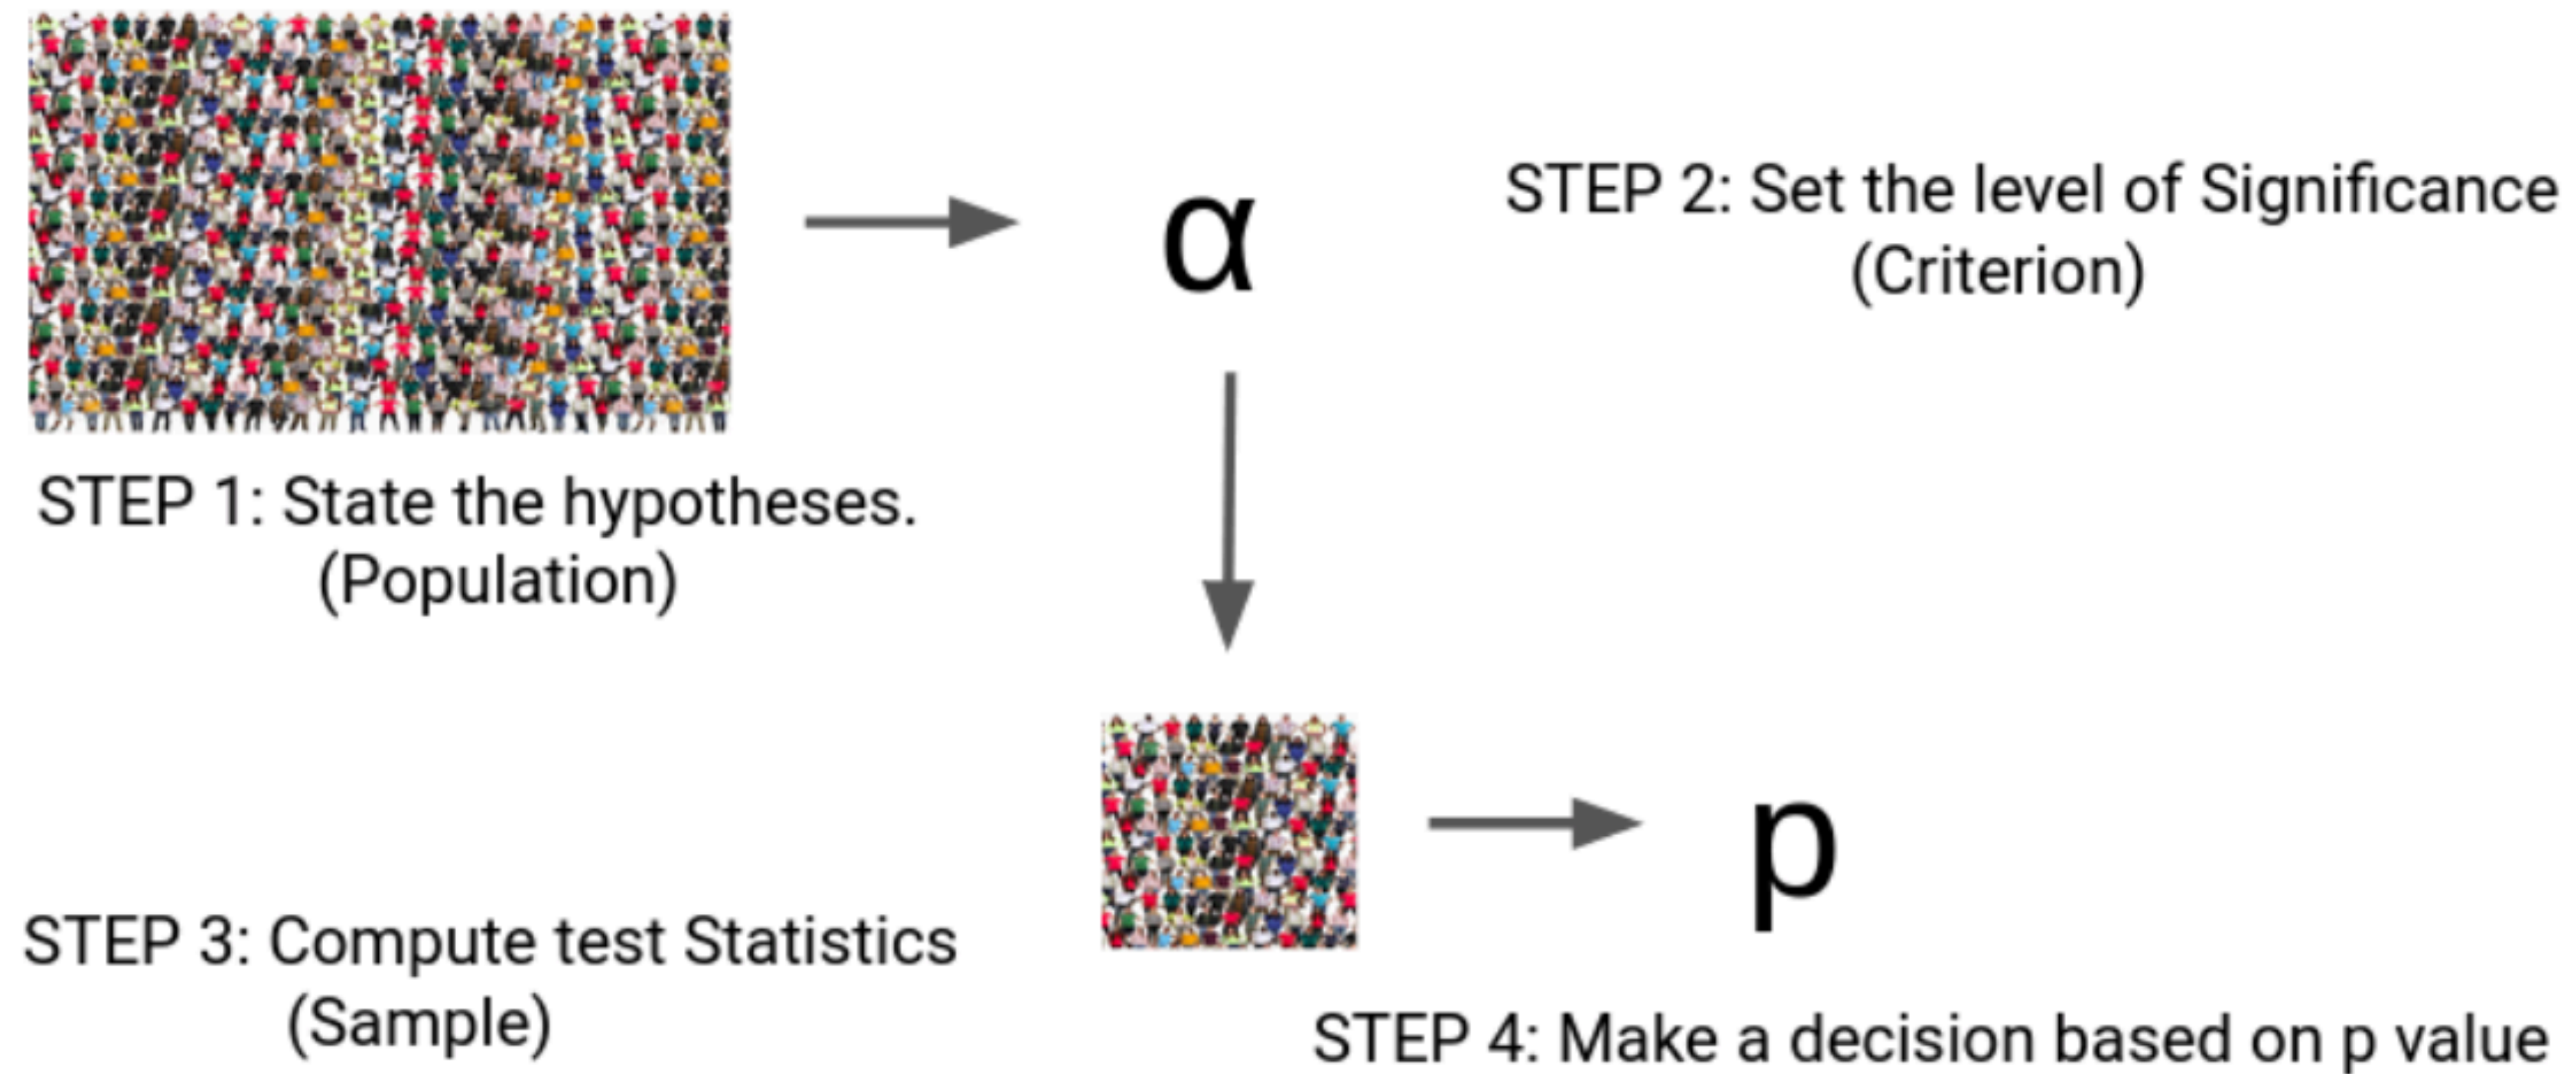 α
STEP 2: Set the level of Significance
(Criterion)
STEP 1: State the hypotheses.
(Population)
p
STEP 3: Compute test Statistics
(Sample)
STEP 4: Make a decision based on p value